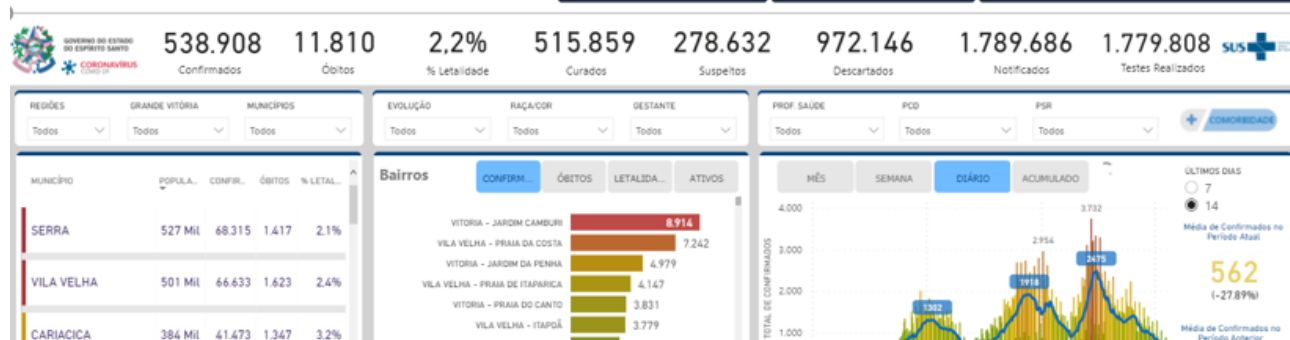 GOVERNO DO ESTADO
DO ESPÍRITO SANTO
CORONAVÍRUS
COVID-19
538.908 11.810 2,2% 515.859 278.632 972.146 1.789.686 1.779.808 SUS
Confirmados Óbitos % Letalidade Curados Suspeitos Descartados Notificados Testes Realizados
REGIÕES GRANDE VITÓRIA MUNICÍPIOS EVOLUÇÃO RAÇA/COR GESTANTE PROF. SAÚDE PCD PSR
Todos Todos Todos Todos Todos Todos Todos Todos Todos
+ COMORBIDADE
MUNICÍPIO POPULA... CONFIR... ÓBITOS % LETAL...
SERRA 527 Mil 68.315 1.417 2,1%
VILA VELHA 501 Mil 66.633 1.623 2,4%
CARIACICA 384 Mil 41.473 1.347 3,2%
Bairros CONFIRM... ÓBITOS LETALIDA... ATIVOS
VITORIA - JARDIM CAMBURI 8.914
VILA VELHA - PRAIA DA COSTA 7.242
VITORIA - JARDIM DA PENHA 4.979
VILA VELHA - PRAIA DE ITAPARICA 4.147
VITORIA - PRAIA DO CANTO 3.831
VILA VELHA - ITAPOÃ 3.779
MÊS SEMANA DIÁRIO ACUMULADO
TOTAL DE CONFIRMADOS
4.000
3.000
2.000
1.000
3.732
2.954
2475
1918
1302
ÚLTIMOS DIAS
7
14
Média de Confirmados no
Período Atual
562
(-27.89%)
Média de Confirmados no
Período Anterior